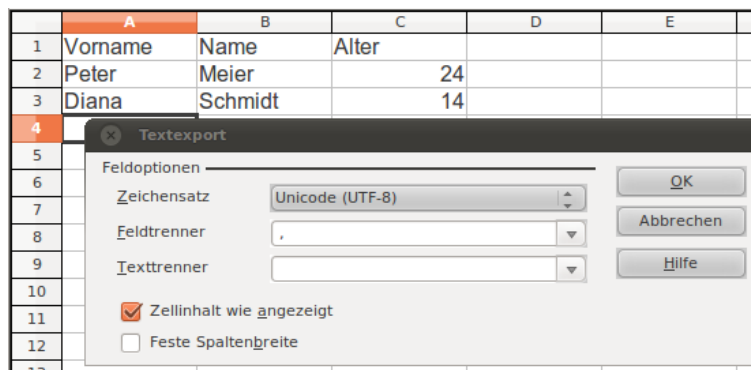 A B C D E
1 Vorname Name Alter
2 Peter Meier 24
3 Diana Schmidt 14
4
Textexport
5
Feldoptionen
6
Zeichensatz Unicode (UTF-8) OK
7
Feldtrenner , Abbrechen
8
9
Texttrenner Hilfe
10
11
Zellinhalt wie angezeigt
12
Feste Spaltenbreite